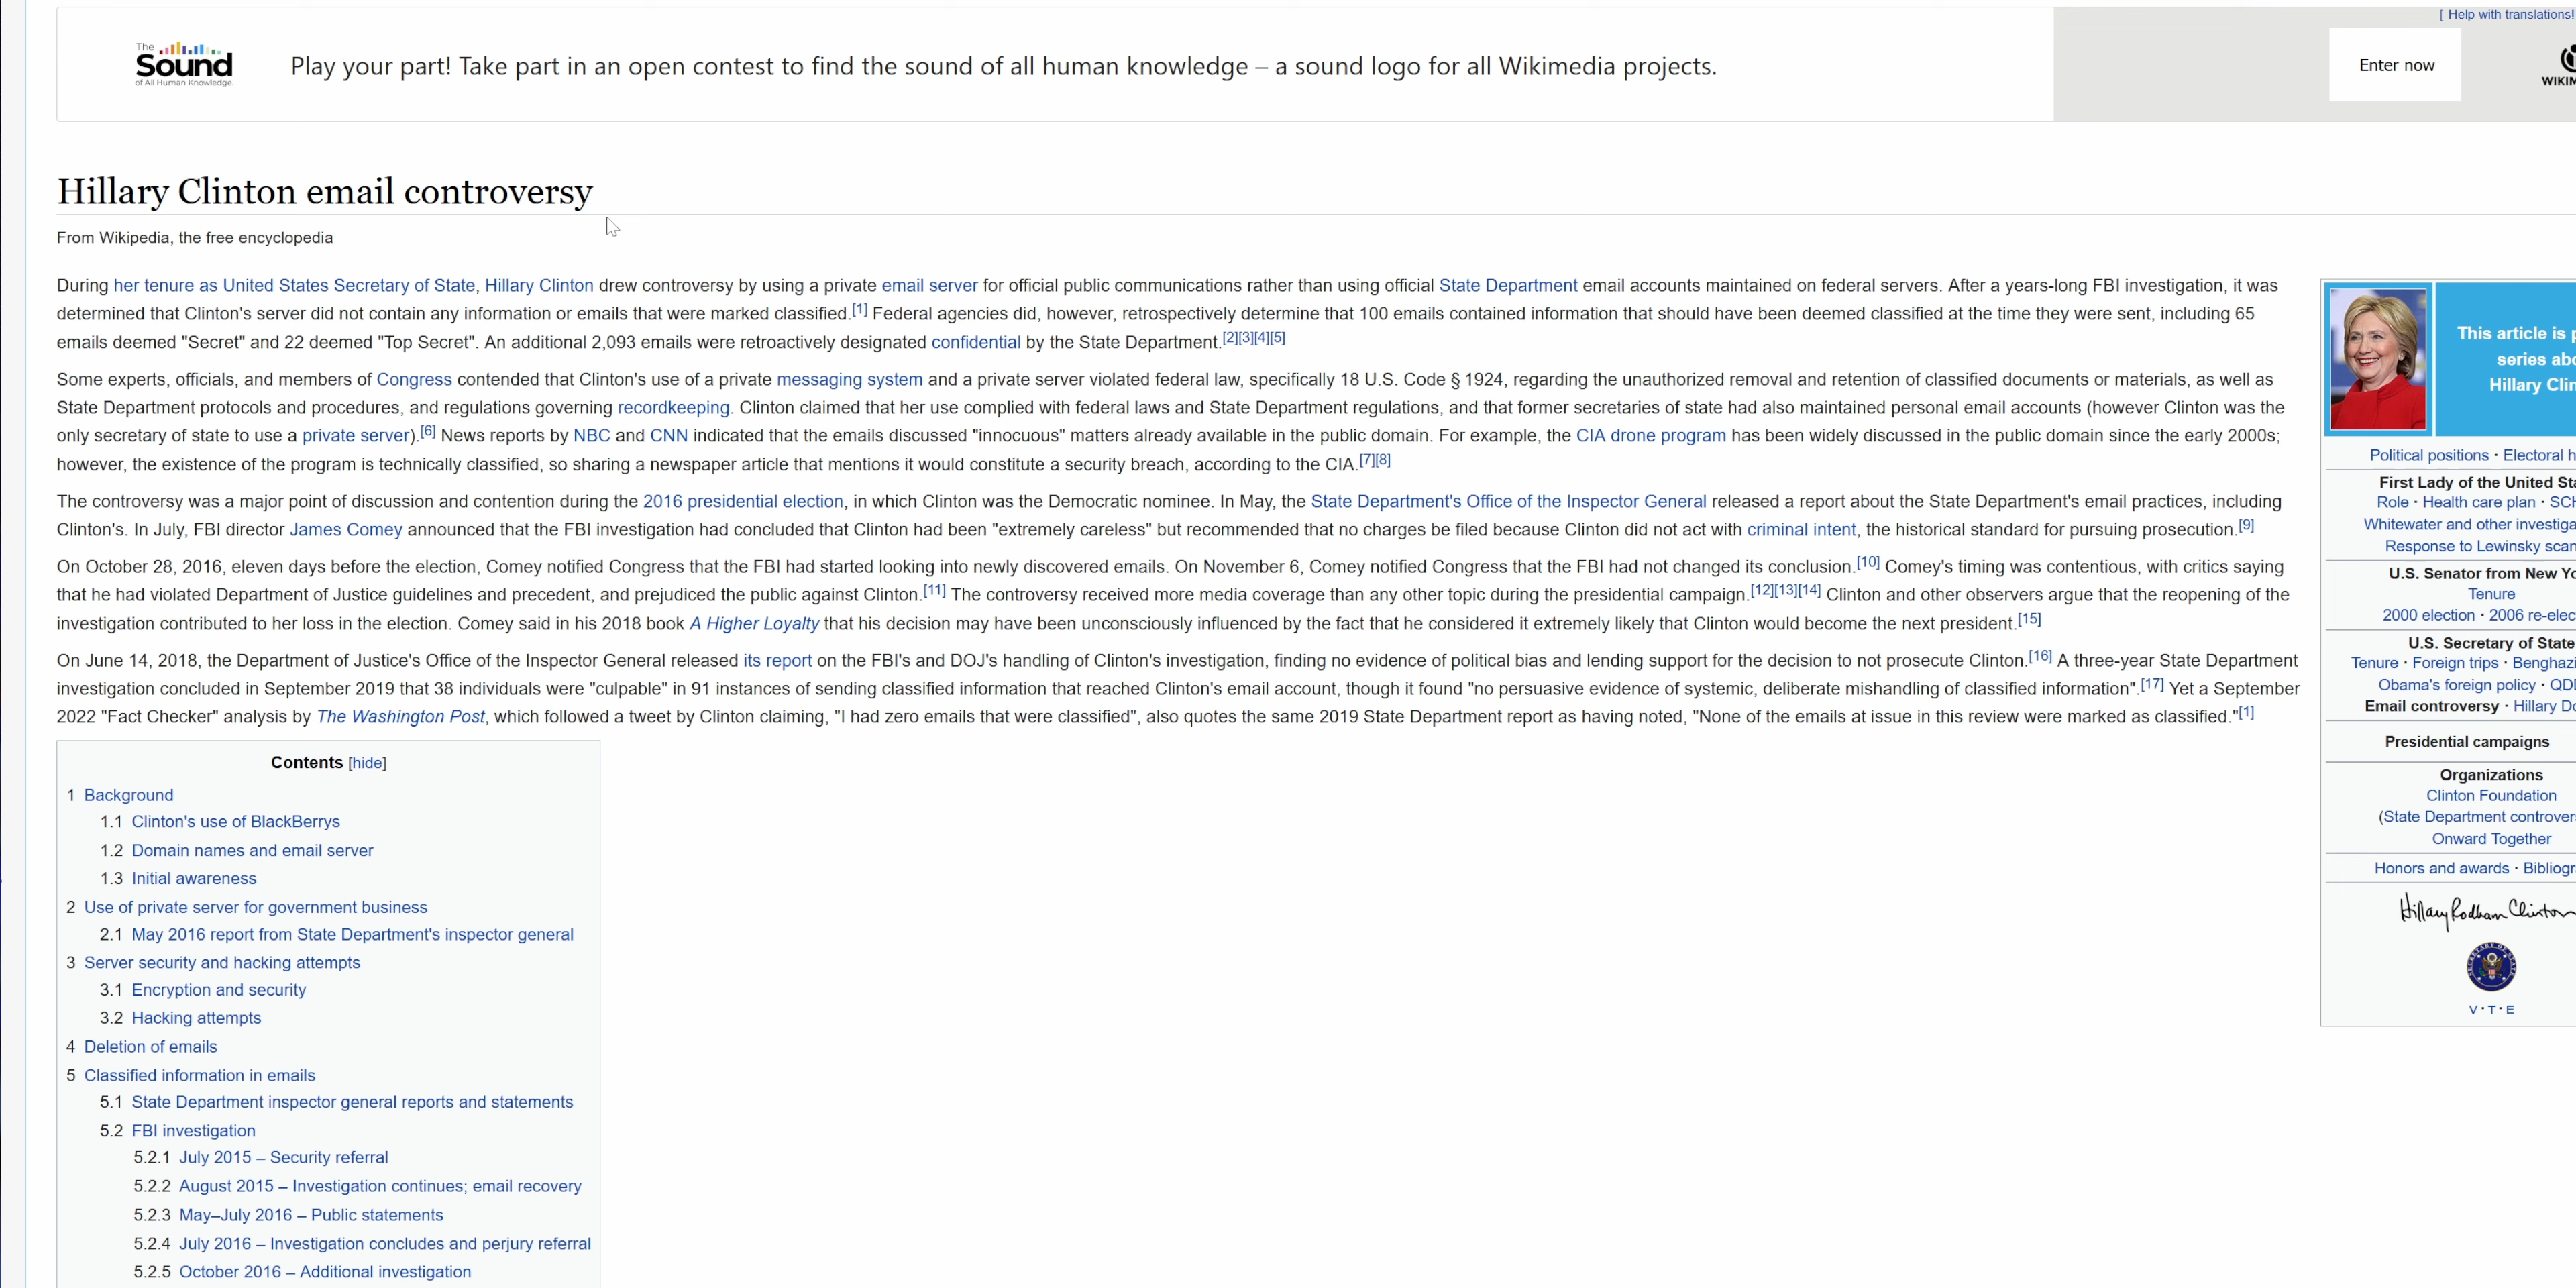 [ Help with translations!
The
Sound
of All Human Knowledge.
Play your part! Take part in an open contest to find the sound of all human knowledge – a sound logo for all Wikimedia projects.
Enter now
Hillary Clinton email controversy
From Wikipedia, the free encyclopedia
During her tenure as United States Secretary of State, Hillary Clinton drew controversy by using a private email server for official public communications rather than using official State Department email accounts maintained on federal servers. After a years-long FBI investigation, it was
determined that Clinton's server did not contain any information or emails that were marked classified.[1] Federal agencies did, however, retrospectively determine that 100 emails contained information that should have been deemed classified at the time they were sent, including 65
emails deemed "Secret" and 22 deemed "Top Secret". An additional 2,093 emails were retroactively designated confidential by the State Department.[2][3][4][5]
Some experts, officials, and members of Congress contended that Clinton's use of a private messaging system and a private server violated federal law, specifically 18 U.S. Code § 1924, regarding the unauthorized removal and retention of classified documents or materials, as well as
State Department protocols and procedures, and regulations governing recordkeeping. Clinton claimed that her use complied with federal laws and State Department regulations, and that former secretaries of state had also maintained personal email accounts (however Clinton was the
only secretary of state to use a private server).[6] News reports by NBC and CNN indicated that the emails discussed "innocuous" matters already available in the public domain. For example, the CIA drone program has been widely discussed in the public domain since the early 2000s;
however, the existence of the program is technically classified, so sharing a newspaper article that mentions it would constitute a security breach, according to the CIA.[7][8]
The controversy was a major point of discussion and contention during the 2016 presidential election, in which Clinton was the Democratic nominee. In May, the State Department's Office of the Inspector General released a report about the State Department's email practices, including
Clinton's. In July, FBI director James Comey announced that the FBI investigation had concluded that Clinton had been "extremely careless" but recommended that no charges be filed because Clinton did not act with criminal intent, the historical standard for pursuing prosecution.[9]
On October 28, 2016, eleven days before the election, Comey notified Congress that the FBI had started looking into newly discovered emails. On November 6, Comey notified Congress that the FBI had not changed its conclusion.[10] Comey's timing was contentious, with critics saying
that he had violated Department of Justice guidelines and precedent, and prejudiced the public against Clinton.[11] The controversy received more media coverage than any other topic during the presidential campaign.[12][13][14] Clinton and other observers argue that the reopening of the
investigation contributed to her loss in the election. Comey said in his 2018 book A Higher Loyalty that his decision may have been unconsciously influenced by the fact that he considered it extremely likely that Clinton would become the next president.[15]
On June 14, 2018, the Department of Justice's Office of the Inspector General released its report on the FBI's and DOJ's handling of Clinton's investigation, finding no evidence of political bias and lending support for the decision to not prosecute Clinton.[16] A three-year State Department
investigation concluded in September 2019 that 38 individuals were "culpable" in 91 instances of sending classified information that reached Clinton's email account, though it found "no persuasive evidence of systemic, deliberate mishandling of classified information".[17] Yet a September
2022 "Fact Checker" analysis by The Washington Post, which followed a tweet by Clinton claiming, "I had zero emails that were classified", also quotes the same 2019 State Department report as having noted, "None of the emails at issue in this review were marked as classified."[1]
Contents [hide]
1 Background
1.1 Clinton's use of BlackBerrys
1.2 Domain names and email server
1.3 Initial awareness
2 Use of private server for government business
2.1 May 2016 report from State Department's inspector general
3 Server security and hacking attempts
3.1 Encryption and security
3.2 Hacking attempts
4 Deletion of emails
5 Classified information in emails
5.1 State Department inspector general reports and statements
5.2 FBI investigation
5.2.1 July 2015 – Security referral
5.2.2 August 2015 – Investigation continues; email recovery
5.2.3 May–July 2016 – Public statements
5.2.4 July 2016 – Investigation concludes and perjury referral
5.2.5 October 2016 – Additional investigation
This article is
series
Hillary
Political positions · Electoral
First Lady of the United
Role · Health care plan ·
Whitewater and other
Response to Lewinsky
U.S. Senator from New
Tenure
2000 election · 2006
U.S. Secretary of State
Tenure · Foreign trips ·
Obama's foreign policy ·
Email controversy · Hillary
Presidential campaigns
Organizations
Clinton Foundation
(State Department
Onward Together
Honors and awards ·
Hillary Rodham Clinton
V · T · E